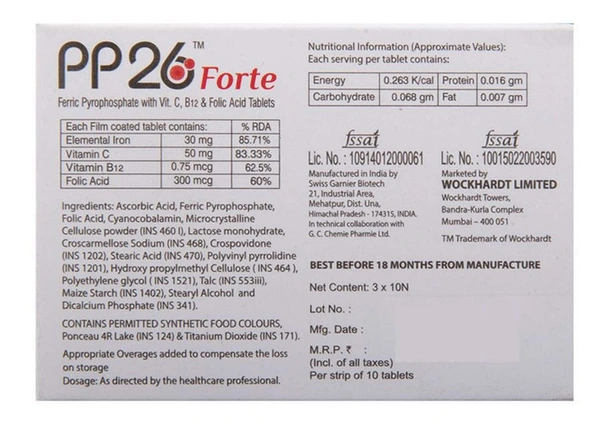 PP26™ Forte
Ferric Pyrophosphate with Vit. C, B12 & Folic Acid Tablets
Each Film coated tablet contains: % RDA
Elemental Iron 30 mg 85.71%
Vitamin C 50 mg 83.33%
Vitamin B12 0.75 mcg 62.5%
Folic Acid 300 mcg 60%
Ingredients: Ascorbic Acid, Ferric Pyrophosphate,
Folic Acid, Cyanocobalamin, Microcrystalline
Cellulose powder (INS 460 I), Lactose monohydrate,
Croscarmellose Sodium (INS 468), Crospovidone
(INS 1202), Stearic Acid (INS 470), Polyvinyl pyrrolidine
(INS 1201), Hydroxy propylmethyl Cellulose ( INS 464 ),
Polyethylene glycol ( INS 1521), Talc (INS 553iii),
Maize Starch (INS 1402), Stearyl Alcohol and
Dicalcium Phosphate (INS 341).
CONTAINS PERMITTED SYNTHETIC FOOD COLOURS,
Ponceau 4R Lake (INS 124) & Titanium Dioxide (INS 171).
Appropriate Overages added to compensate the loss
on storage
Dosage: As directed by the healthcare professional.
Nutritional Information (Approximate Values):
Each serving per tablet contains:
Energy 0.263 K/cal Protein 0.016 gm
Carbohydrate 0.068 gm Fat 0.007 gm
fssai
Lic. No. : 10914012000061
Manufactured in India by
Swiss Garnier Biotech
21, Industrial Area,
Mehatpur, Dist. Una,
Himachal Pradesh - 174315, INDIA.
In technical collaboration with
G. C. Chemie Pharmie Ltd.
fssai
Lic. No. : 10015022003590
Marketed by
WOCKHARDT LIMITED
Wockhardt Towers,
Bandra-Kurla Complex
Mumbai – 400 051
TM Trademark of Wockhardt
BEST BEFORE 18 MONTHS FROM MANUFACTURE
Net Content: 3 x 10N
Lot No. :
Mfg. Date :
M.R.P. ₹ :
(Incl. of all taxes)
Per strip of 10 tablets